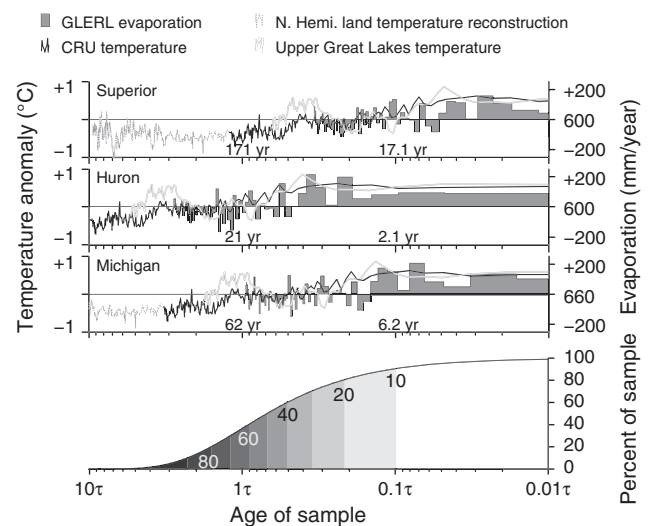 GLERL evaporation
CRU temperature
N. Hemi. land temperature reconstruction
Upper Great Lakes temperature
Temperature anomaly (°C)
Evaporation (mm/year)
+1
Superior
−1
171 yr
17.1 yr
+200
600
−200
+1
Huron
−1
21 yr
2.1 yr
+200
600
−200
+1
Michigan
−1
62 yr
6.2 yr
+200
660
−200
Percent of sample
100
80
60
40
20
0
80
60
40
20
10
10τ
1τ
0.1τ
0.01τ
Age of sample